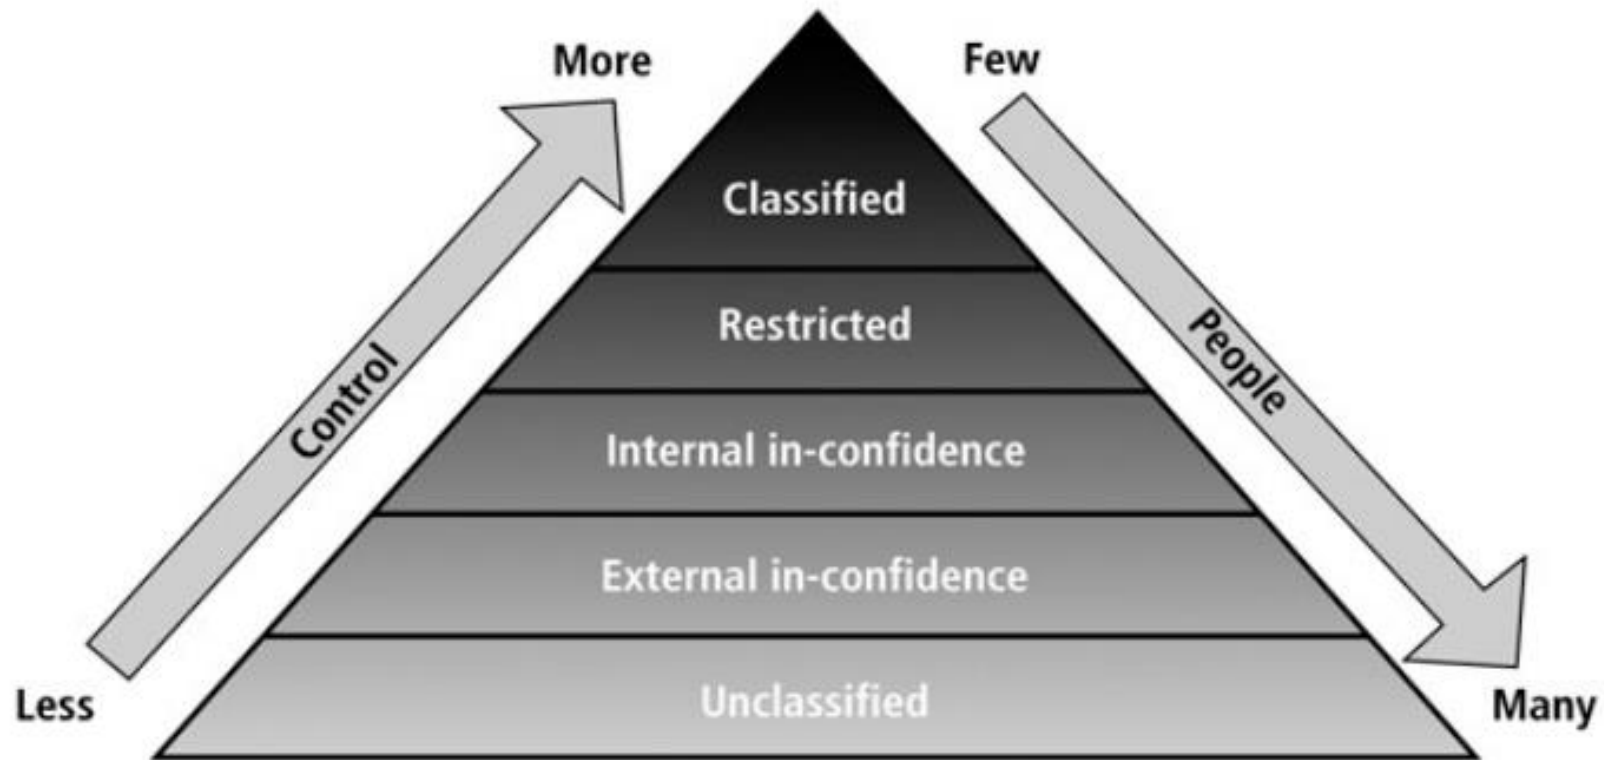 More
Few
Classified
Restricted
Control
People
Internal in-confidence
External in-confidence
Less
Unclassified
Many